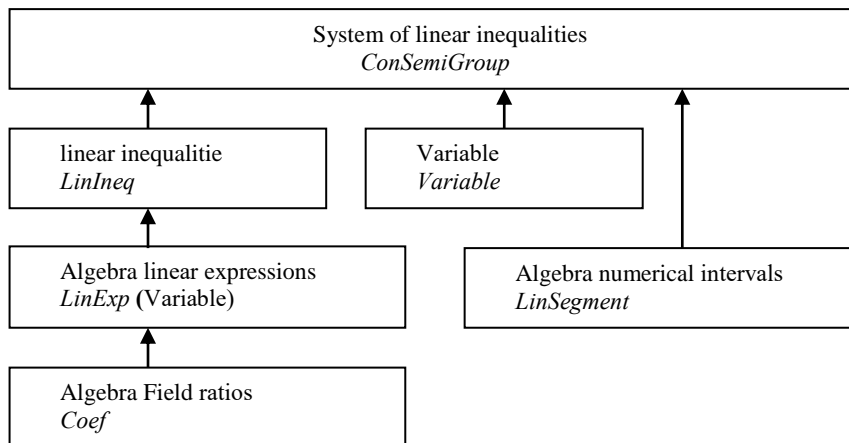 System of linear inequalities
ConSemiGroup
linear inequalitie
LinIneq
Variable
Variable
Algebra linear expressions
LinExp (Variable)
Algebra numerical intervals
LinSegment
Algebra Field ratios
Coef